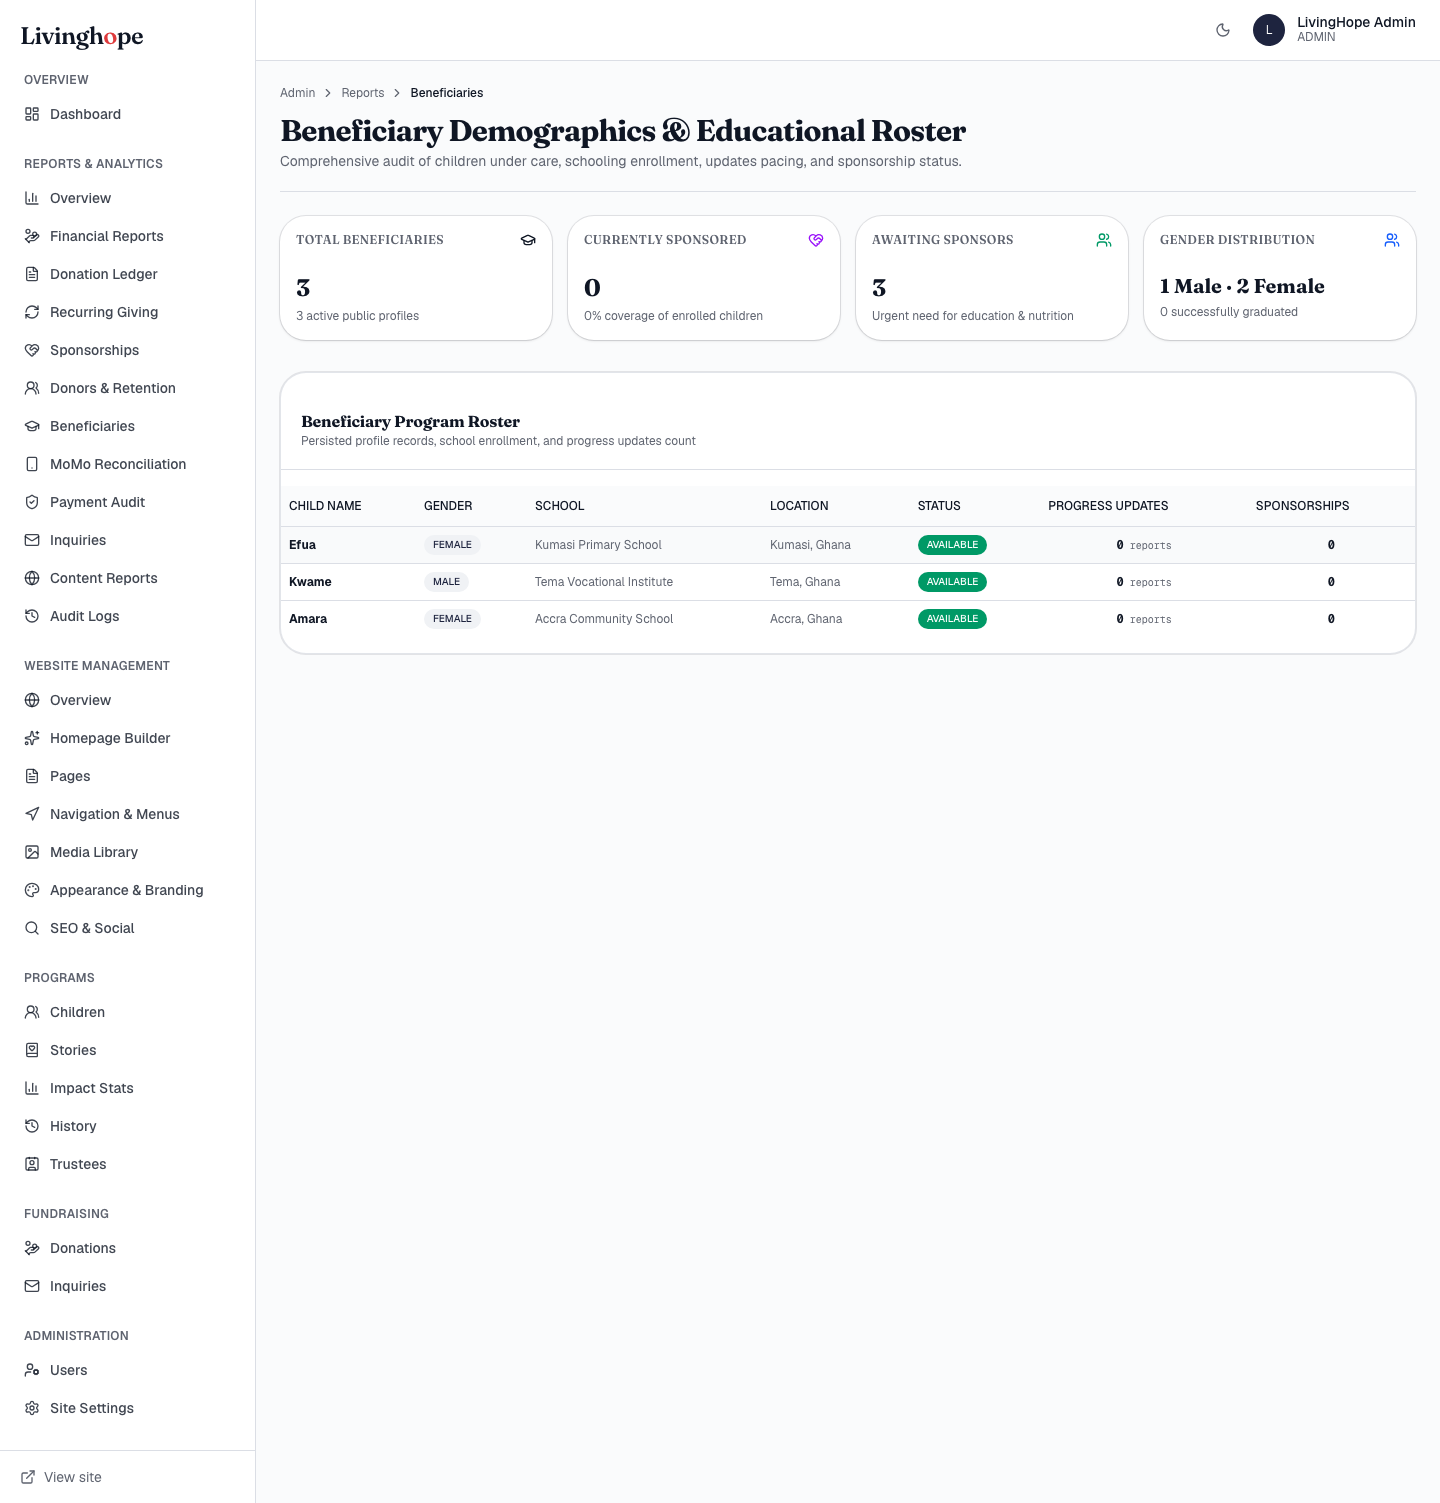 Livinghope
OVERVIEW
Dashboard
REPORTS & ANALYTICS
Overview
Financial Reports
Donation Ledger
Recurring Giving
Sponsorships
Donors & Retention
Beneficiaries
MoMo Reconciliation
Payment Audit
Inquiries
Content Reports
Audit Logs
WEBSITE MANAGEMENT
Overview
Homepage Builder
Pages
Navigation & Menus
Media Library
Appearance & Branding
SEO & Social
PROGRAMS
Children
Stories
Impact Stats
History
Trustees
FUNDRAISING
Donations
Inquiries
ADMINISTRATION
Users
Site Settings
View site
L
LivingHope Admin
ADMIN
Admin > Reports > Beneficiaries
Beneficiary Demographics & Educational Roster
Comprehensive audit of children under care, schooling enrollment, updates pacing, and sponsorship status.
TOTAL BENEFICIARIES
3
3 active public profiles
CURRENTLY SPONSORED
0
0% coverage of enrolled children
AWAITING SPONSORS
3
Urgent need for education & nutrition
GENDER DISTRIBUTION
1 Male · 2 Female
0 successfully graduated
Beneficiary Program Roster
Persisted profile records, school enrollment, and progress updates count
CHILD NAME GENDER SCHOOL LOCATION STATUS PROGRESS UPDATES SPONSORSHIPS
Efua FEMALE Kumasi Primary School Kumasi, Ghana AVAILABLE 0 reports 0
Kwame MALE Tema Vocational Institute Tema, Ghana AVAILABLE 0 reports 0
Amara FEMALE Accra Community School Accra, Ghana AVAILABLE 0 reports 0